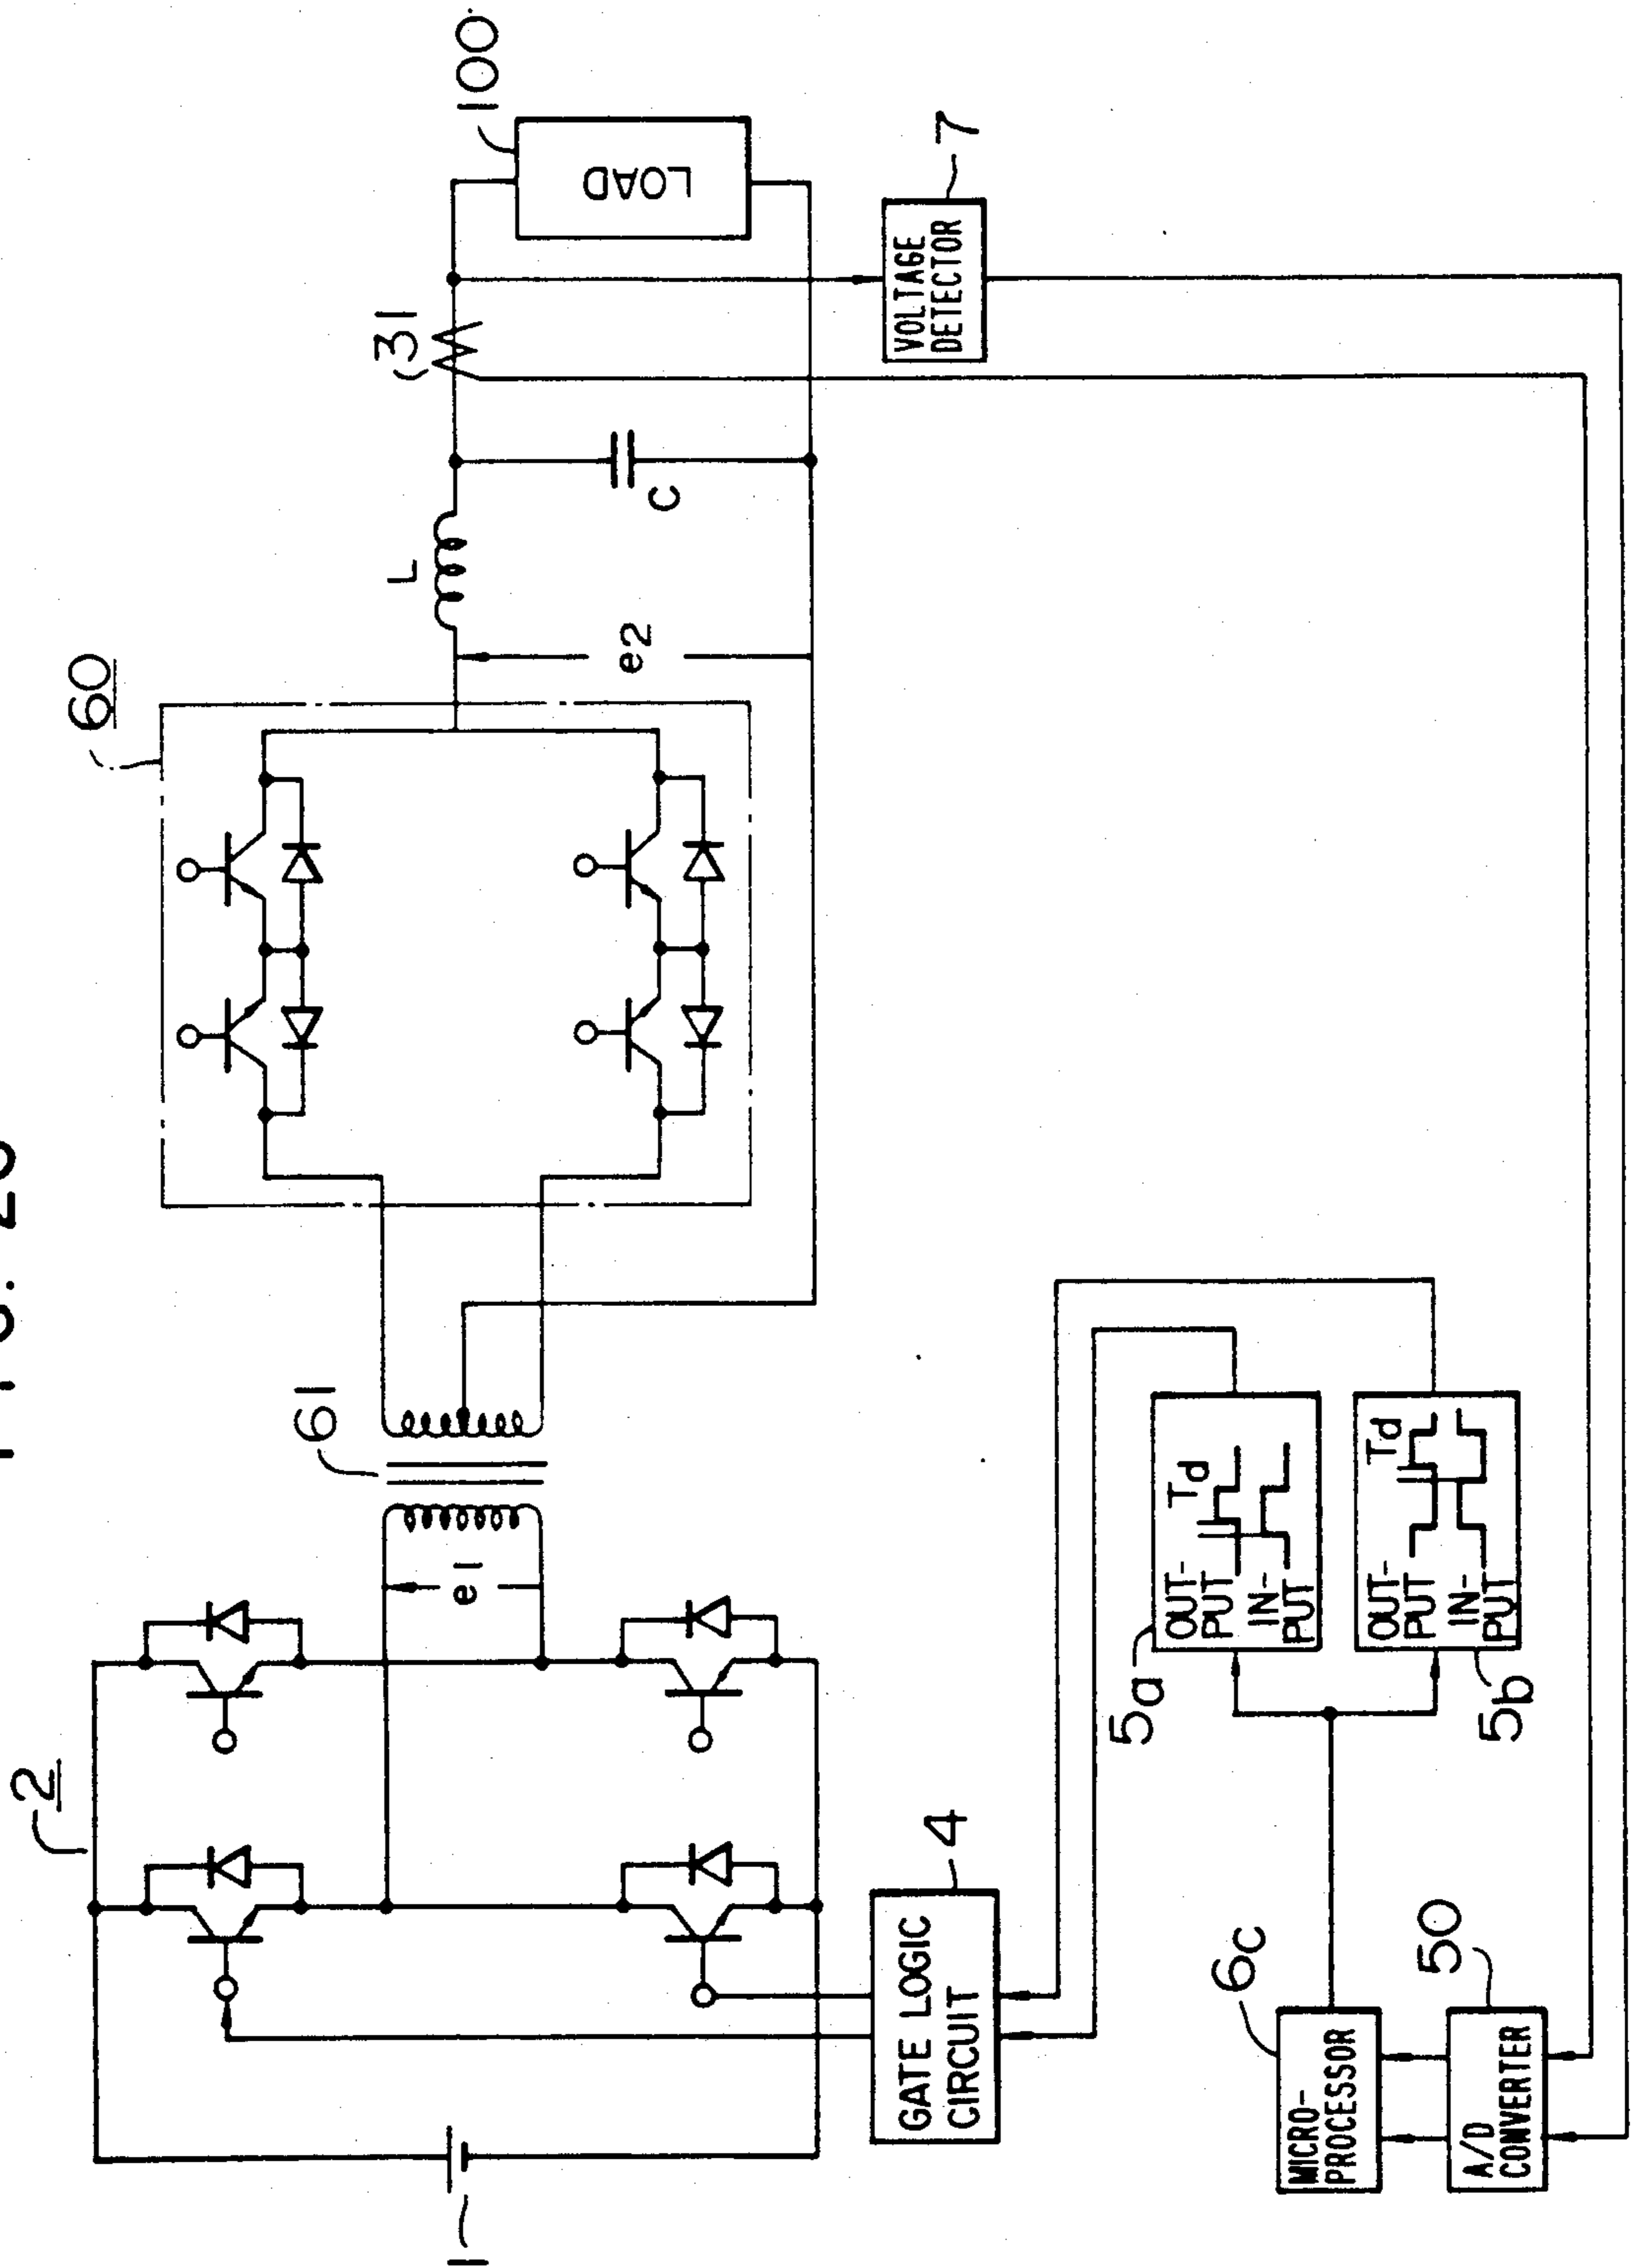 2
1
61
e1
60
e2
L
C
31
100
LOAD
VOLTAGE
DETECTOR
7
GATE LOGIC
CIRCUIT
4
5a
OUT-
PUT
Td
IN-
PUT
5b
OUT-
PUT
Td
IN-
PUT
6c
MICRO-
PROCESSOR
50
A/D
CONVERTER